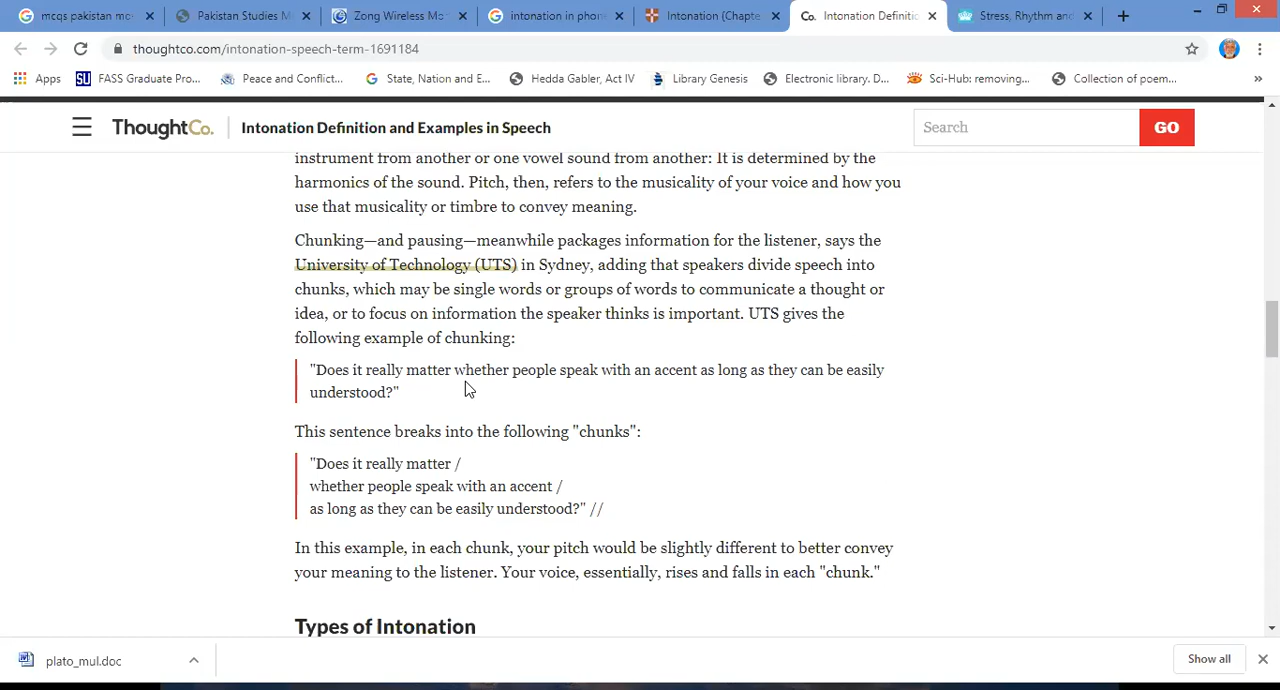 mcqs pakistan mo
Pakistan Studies M
Zong Wireless Mo
intonation in phon
Intonation (Chapte
Co. Intonation Definitio
Stress, Rhythm and
thoughtco.com/intonation-speech-term-1691184
Apps
SU FASS Graduate Pro...
Peace and Conflict...
State, Nation and E...
Hedda Gabler, Act IV
Library Genesis
Electronic library. D...
Sci-Hub: removing...
Collection of poem...
»
ThoughtCo.
Intonation Definition and Examples in Speech
Search
GO
instrument from another or one vowel sound from another: It is determined by the
harmonics of the sound. Pitch, then, refers to the musicality of your voice and how you
use that musicality or timbre to convey meaning.
Chunking—and pausing—meanwhile packages information for the listener, says the
University of Technology (UTS) in Sydney, adding that speakers divide speech into
chunks, which may be single words or groups of words to communicate a thought or
idea, or to focus on information the speaker thinks is important. UTS gives the
following example of chunking:
"Does it really matter whether people speak with an accent as long as they can be easily
understood?"
This sentence breaks into the following "chunks":
"Does it really matter /
whether people speak with an accent /
as long as they can be easily understood?" //
In this example, in each chunk, your pitch would be slightly different to better convey
your meaning to the listener. Your voice, essentially, rises and falls in each "chunk."
Types of Intonation
plato_mul.doc
Show all